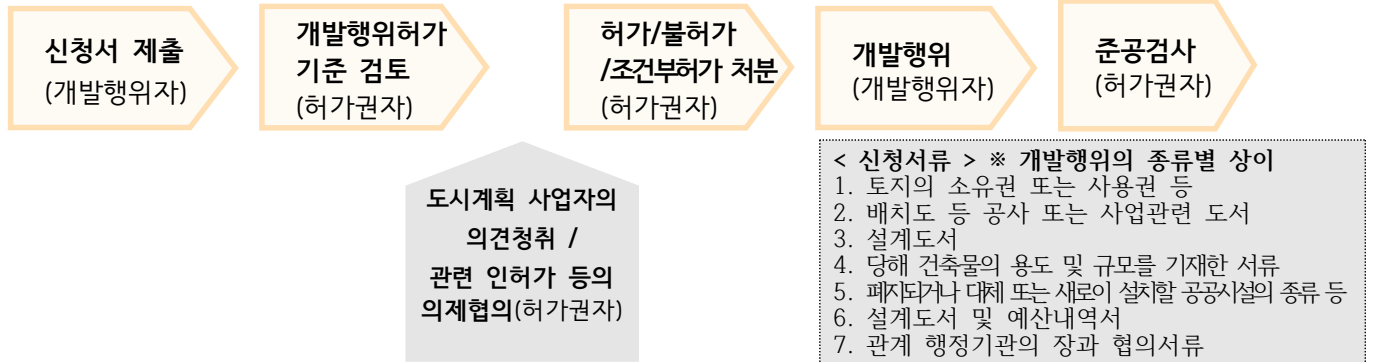 신청서 제출
(개발행위자)
개발행위허가
기준 검토
(허가권자)
허가/불허가
/조건부허가 처분
(허가권자)
개발행위
(개발행위자)
준공검사
(허가권자)
도시계획 사업자의
의견청취 /
관련 인허가 등의
의제협의(허가권자)
< 신청서류 > ※ 개발행위의 종류별 상이
1. 토지의 소유권 또는 사용권 등
2. 배치도 등 공사 또는 사업관련 도서
3. 설계도서
4. 당해 건축물의 용도 및 규모를 기재한 서류
5. 폐지되거나 대체 또는 새로이 설치할 공공시설의 종류 등
6. 설계도서 및 예산내역서
7. 관계 행정기관의 장과 협의서류